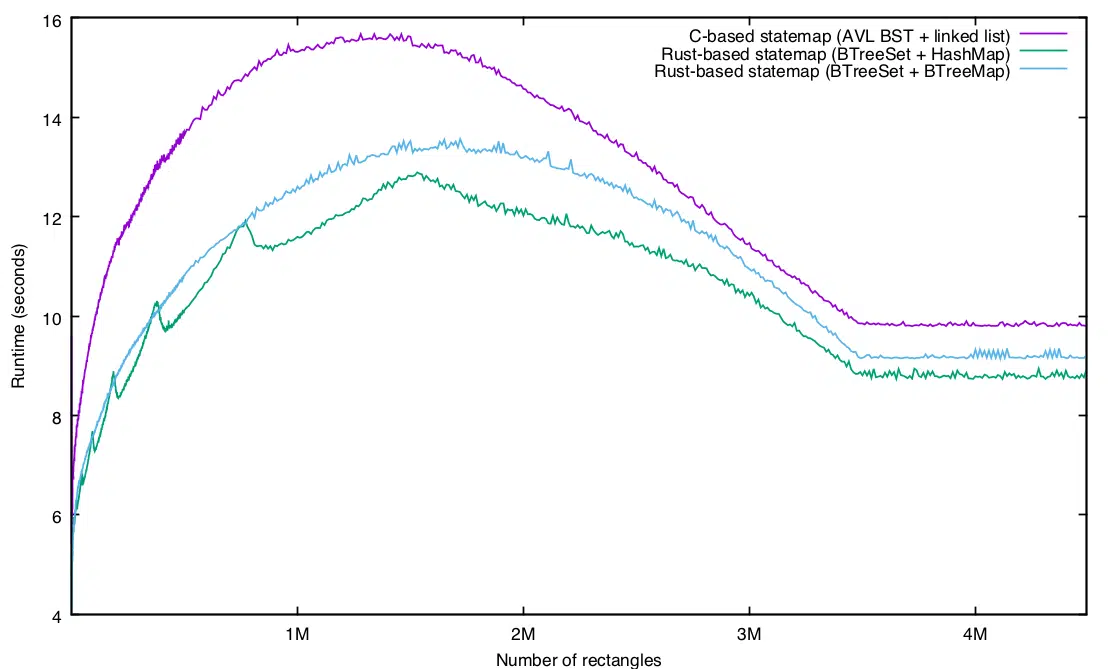 16
14
12
10
8
6
4
Runtime (seconds)
C-based statemap (AVL BST + linked list)
Rust-based statemap (BTreeSet + HashMap)
Rust-based statemap (BTreeSet + BTreeMap)
1M
2M
3M
4M
Number of rectangles